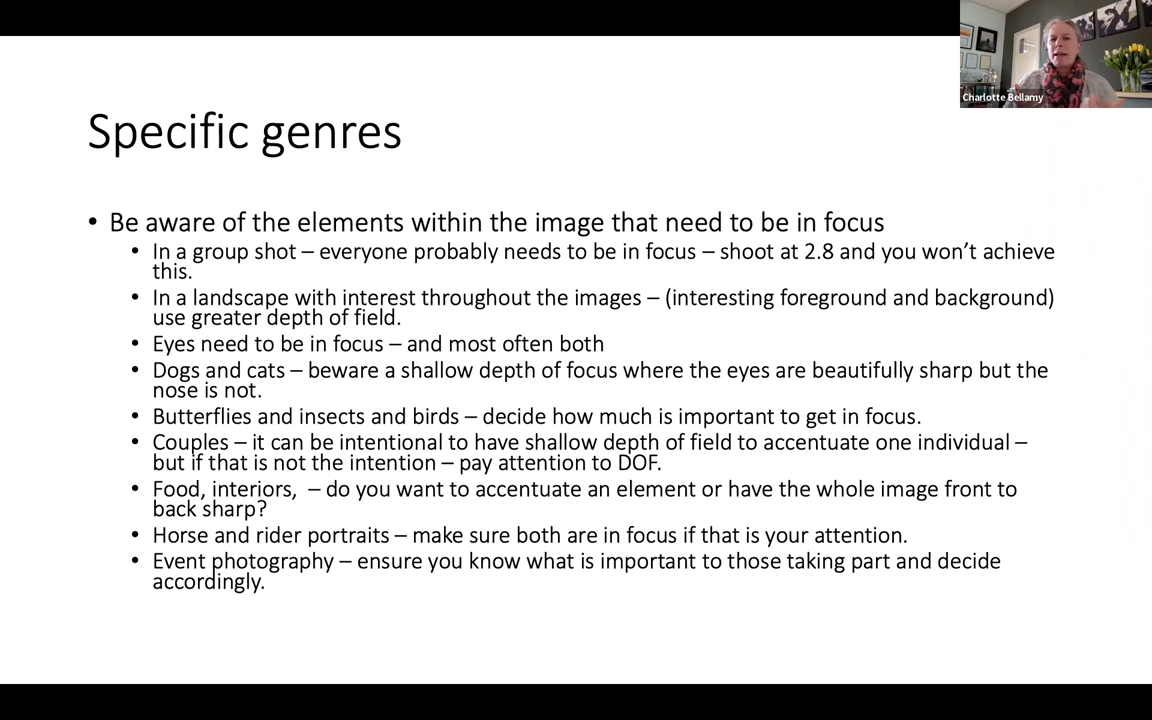 Charlotte Bellamy
Specific genres
• Be aware of the elements within the image that need to be in focus
• In a group shot – everyone probably needs to be in focus – shoot at 2.8 and you won’t achieve
this.
• In a landscape with interest throughout the images – (interesting foreground and background)
use greater depth of field.
• Eyes need to be in focus – and most often both
• Dogs and cats – beware a shallow depth of focus where the eyes are beautifully sharp but the
nose is not.
• Butterflies and insects and birds – decide how much is important to get in focus.
• Couples – it can be intentional to have shallow depth of field to accentuate one individual –
but if that is not the intention – pay attention to DOF.
• Food, interiors,  – do you want to accentuate an element or have the whole image front to
back sharp?
• Horse and rider portraits – make sure both are in focus if that is your attention.
• Event photography – ensure you know what is important to those taking part and decide
accordingly.